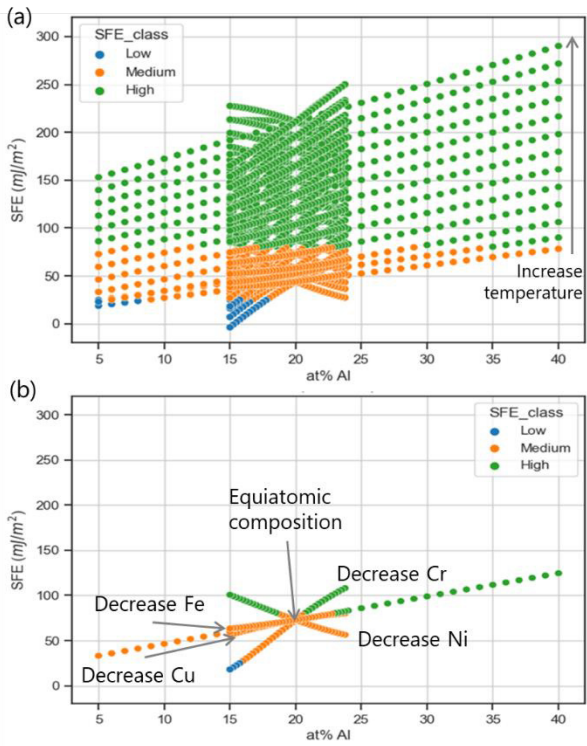 (a)
300
250
200
150
100
50
0
SFE (mJ/m²)
SFE_class
Low
Medium
High
Increase
temperature
5
10
15
20
25
30
35
40
at% Al
(b)
300
250
200
150
100
50
0
SFE (mJ/m²)
SFE_class
Low
Medium
High
Equiatomic
composition
Decrease Cr
Decrease Fe
Decrease Ni
Decrease Cu
5
10
15
20
25
30
35
40
at% Al